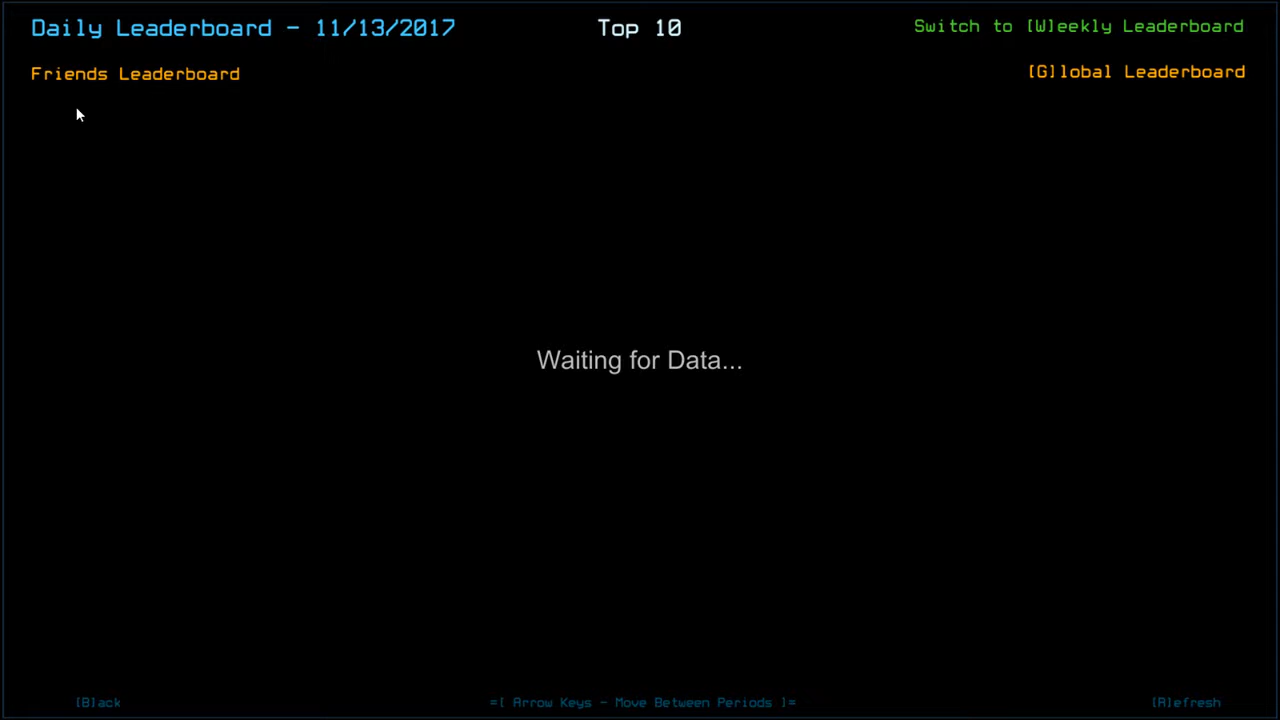 Daily Leaderboard - 11/13/2017 Top 10 Switch to [W]eekly Leaderboard
Friends Leaderboard [G]lobal Leaderboard
Waiting for Data...
[B]ack =[ Arrow Keys - Move Between Periods ]= [R]efresh